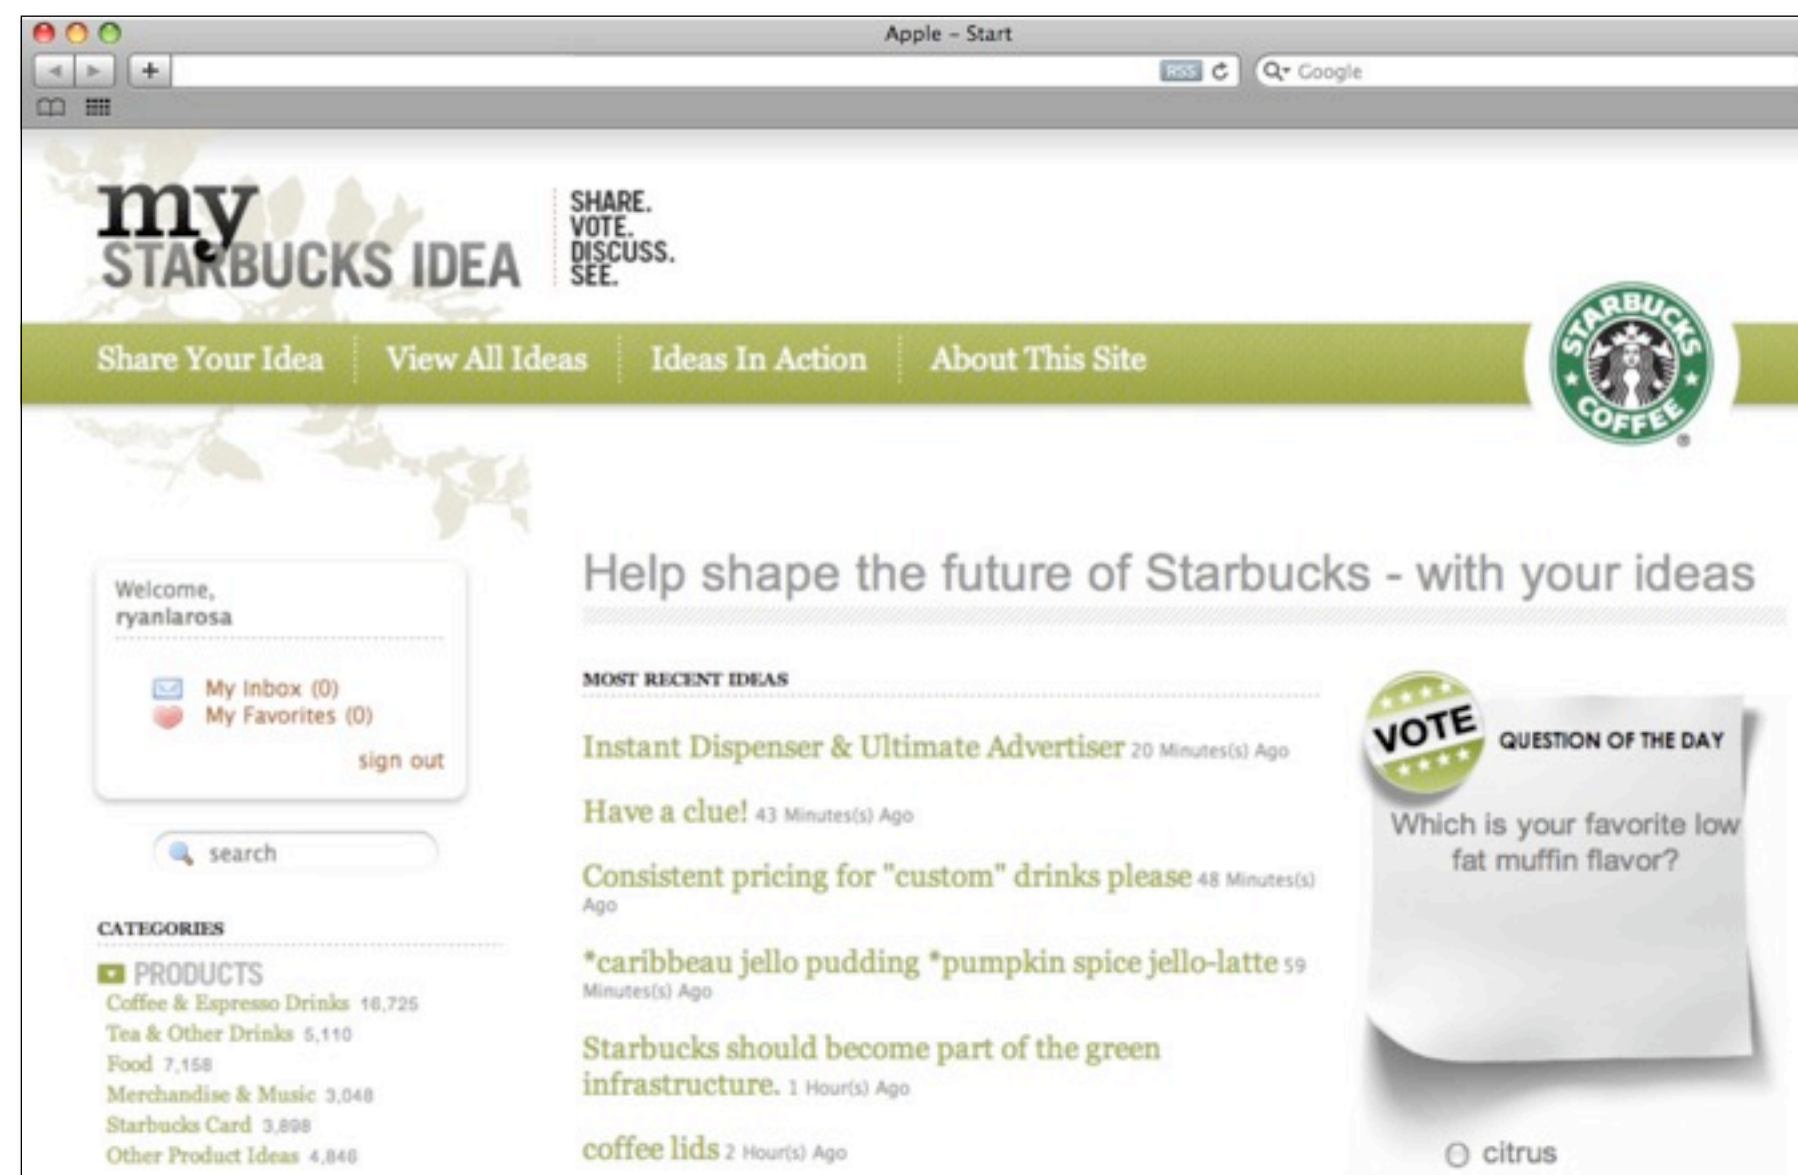 Apple – Start
RSS
Google
my
STARBUCKS IDEA
SHARE.
VOTE.
DISCUSS.
SEE.
Share Your Idea
View All Ideas
Ideas In Action
About This Site
STARBUCKS
COFFEE
®
Help shape the future of Starbucks - with your ideas
Welcome,
ryanlarosa
My Inbox (0)
My Favorites (0)
sign out
search
CATEGORIES
PRODUCTS
Coffee & Espresso Drinks 16,725
Tea & Other Drinks 5,110
Food 7,158
Merchandise & Music 3,048
Starbucks Card 3,898
Other Product Ideas 4,846
MOST RECENT IDEAS
Instant Dispenser & Ultimate Advertiser 20 Minutes(s) Ago
Have a clue! 43 Minutes(s) Ago
Consistent pricing for "custom" drinks please 48 Minutes(s)
Ago
*caribbeau jello pudding *pumpkin spice jello-latte 59
Minutes(s) Ago
Starbucks should become part of the green
infrastructure. 1 Hour(s) Ago
coffee lids 2 Hour(s) Ago
VOTE
QUESTION OF THE DAY
Which is your favorite low
fat muffin flavor?
citrus